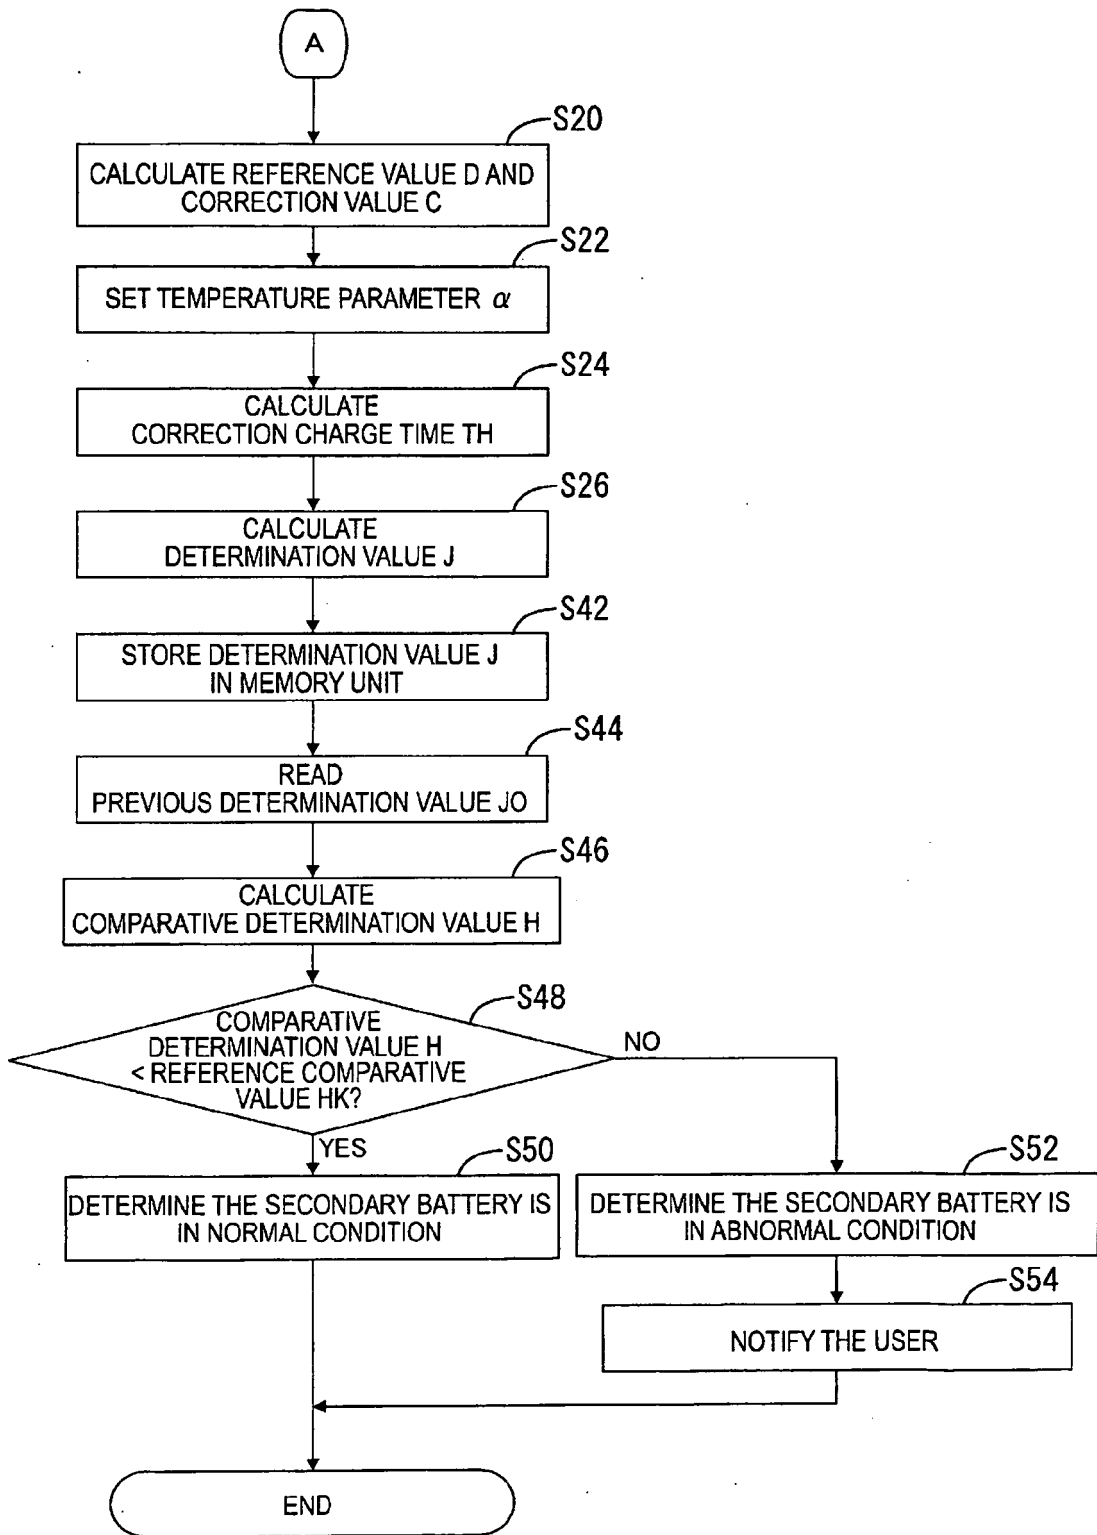 A
S20
CALCULATE REFERENCE VALUE D AND
CORRECTION VALUE C
S22
SET TEMPERATURE PARAMETER α
S24
CALCULATE
CORRECTION CHARGE TIME TH
S26
CALCULATE
DETERMINATION VALUE J
S42
STORE DETERMINATION VALUE J
IN MEMORY UNIT
S44
READ
PREVIOUS DETERMINATION VALUE JO
S46
CALCULATE
COMPARATIVE DETERMINATION VALUE H
S48
COMPARATIVE
DETERMINATION VALUE H
< REFERENCE COMPARATIVE
VALUE HK?
NO
YES
S50
DETERMINE THE SECONDARY BATTERY IS
IN NORMAL CONDITION
S52
DETERMINE THE SECONDARY BATTERY IS
IN ABNORMAL CONDITION
S54
NOTIFY THE USER
END